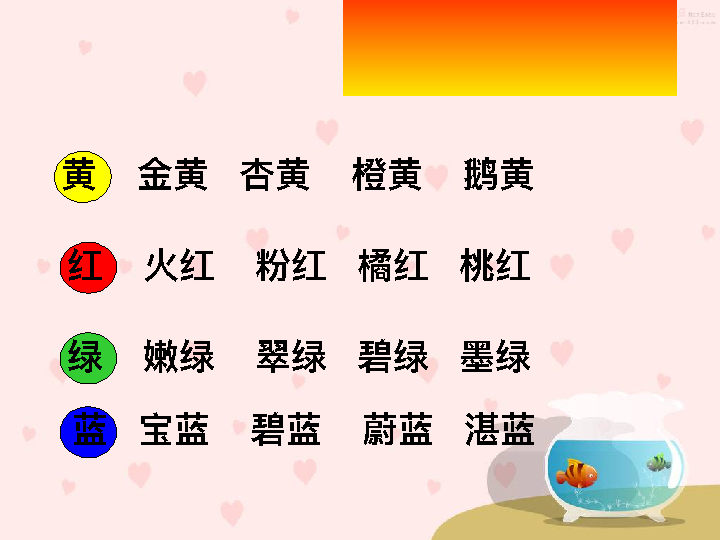 黄 金黄 杏黄 橙黄 鹅黄
红 火红 粉红 橘红 桃红
绿 嫩绿 翠绿 碧绿 墨绿
蓝 宝蓝 碧蓝 蔚蓝 湛蓝